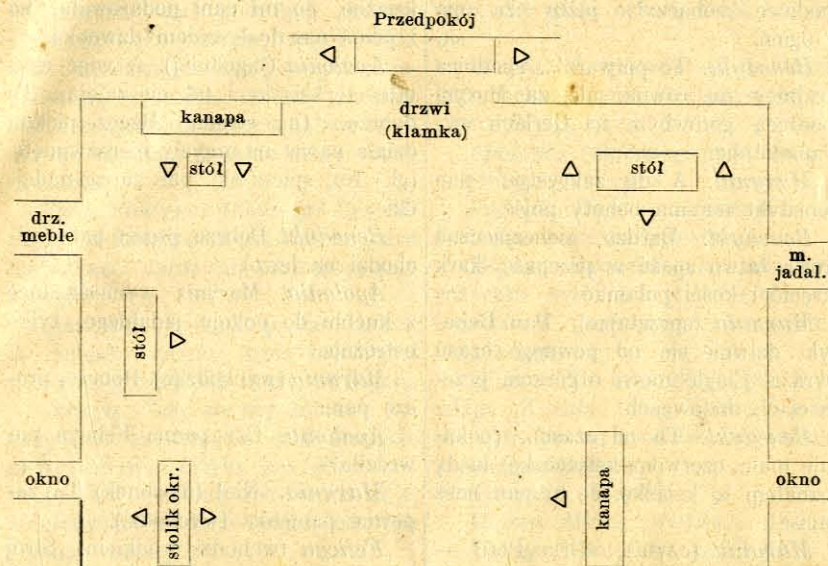 Przedpokój
drzwi
(klamka)
kanapa
stół
stół
drz.
meble
m.
jadal.
stół
okno
stolik okr.
kanapa
okno